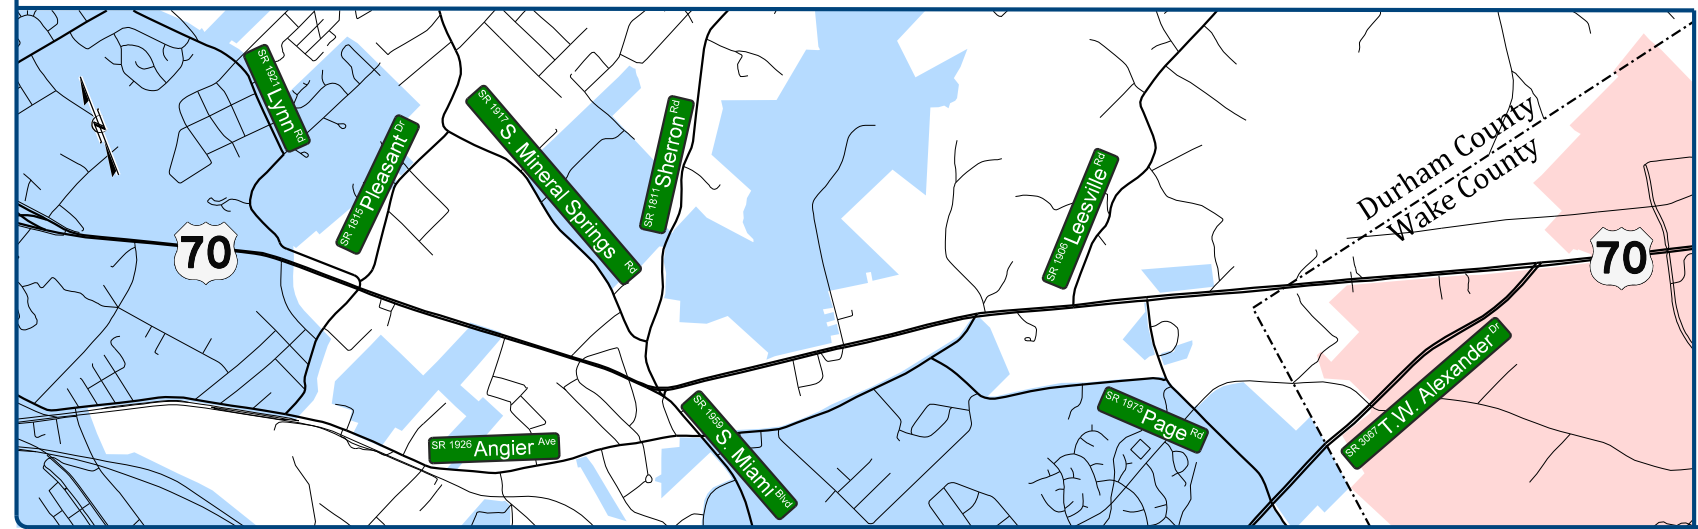 SR 1921 Lynn Rd
SR 1815 Pleasant Dr
SR 1917 S. Mineral Springs Rd
SR 1811 Sherron Rd
SR 1906 Leesville Rd
Durham County
Wake County
70
70
SR 3067 T.W. Alexander Dr
SR 1973 Page Rd
SR 1959 S. Miami Blvd
SR 1926 Angier Ave